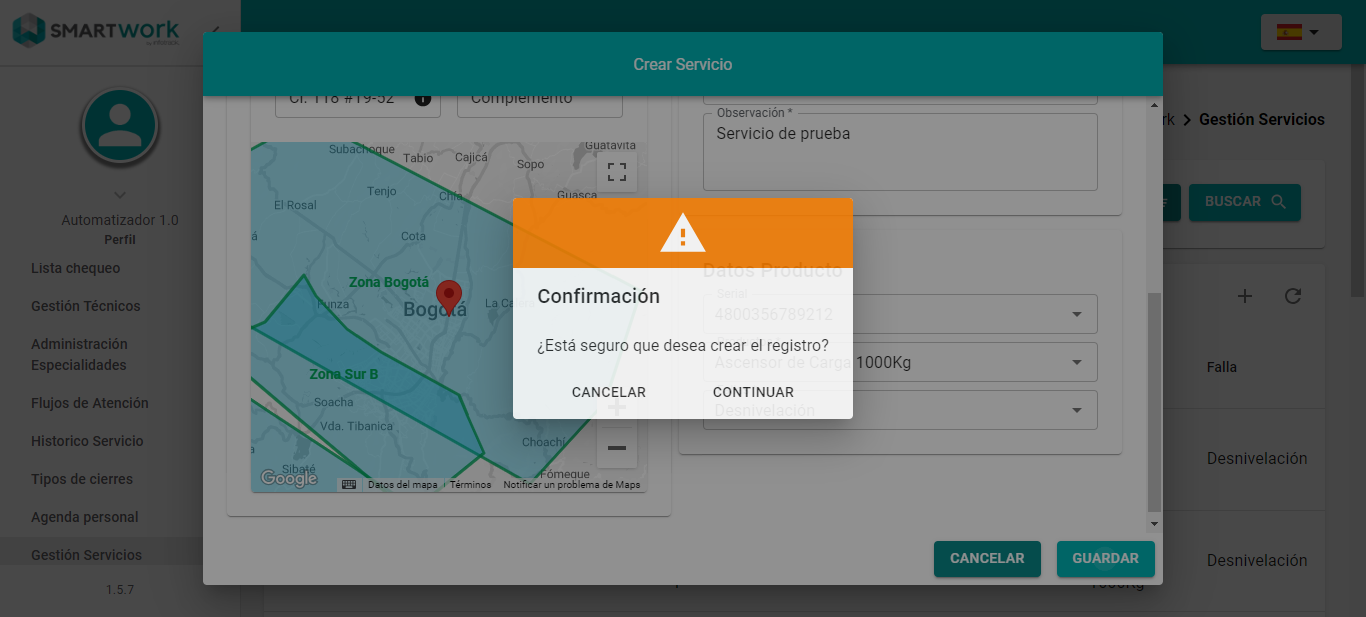 SMARTWORK
Crear Servicio
Cl. 118 #19-52
Complemento
Observación *
Servicio de prueba
rk > Gestión Servicios
BUSCAR
Automatizador 1.0
Perfil
Lista chequeo
Gestión Técnicos
Administración
Especialidades
Flujos de Atención
Historico Servicio
Tipos de cierres
Agenda personal
Gestión Servicios
1.5.7
Subachoque
Tabio
Cajicá
Sopo
Guatavita
Tenjo
Chía
Guasca
El Rosal
Cota
Zona Bogotá
Funza
Bogotá
La Calera
Zona Sur B
Soacha
Vda. Tibanica
Choachí
Sibaté
Fómeque
Google
Datos del mapa
Términos
Notificar un problema de Maps
Confirmación
¿Está seguro que desea crear el registro?
CANCELAR
CONTINUAR
Datos Producto
Serial
4800356789212
Ascensor de Carga 1000Kg
Desnivelación
Falla
Desnivelación
Desnivelación
CANCELAR
GUARDAR
1000Kg